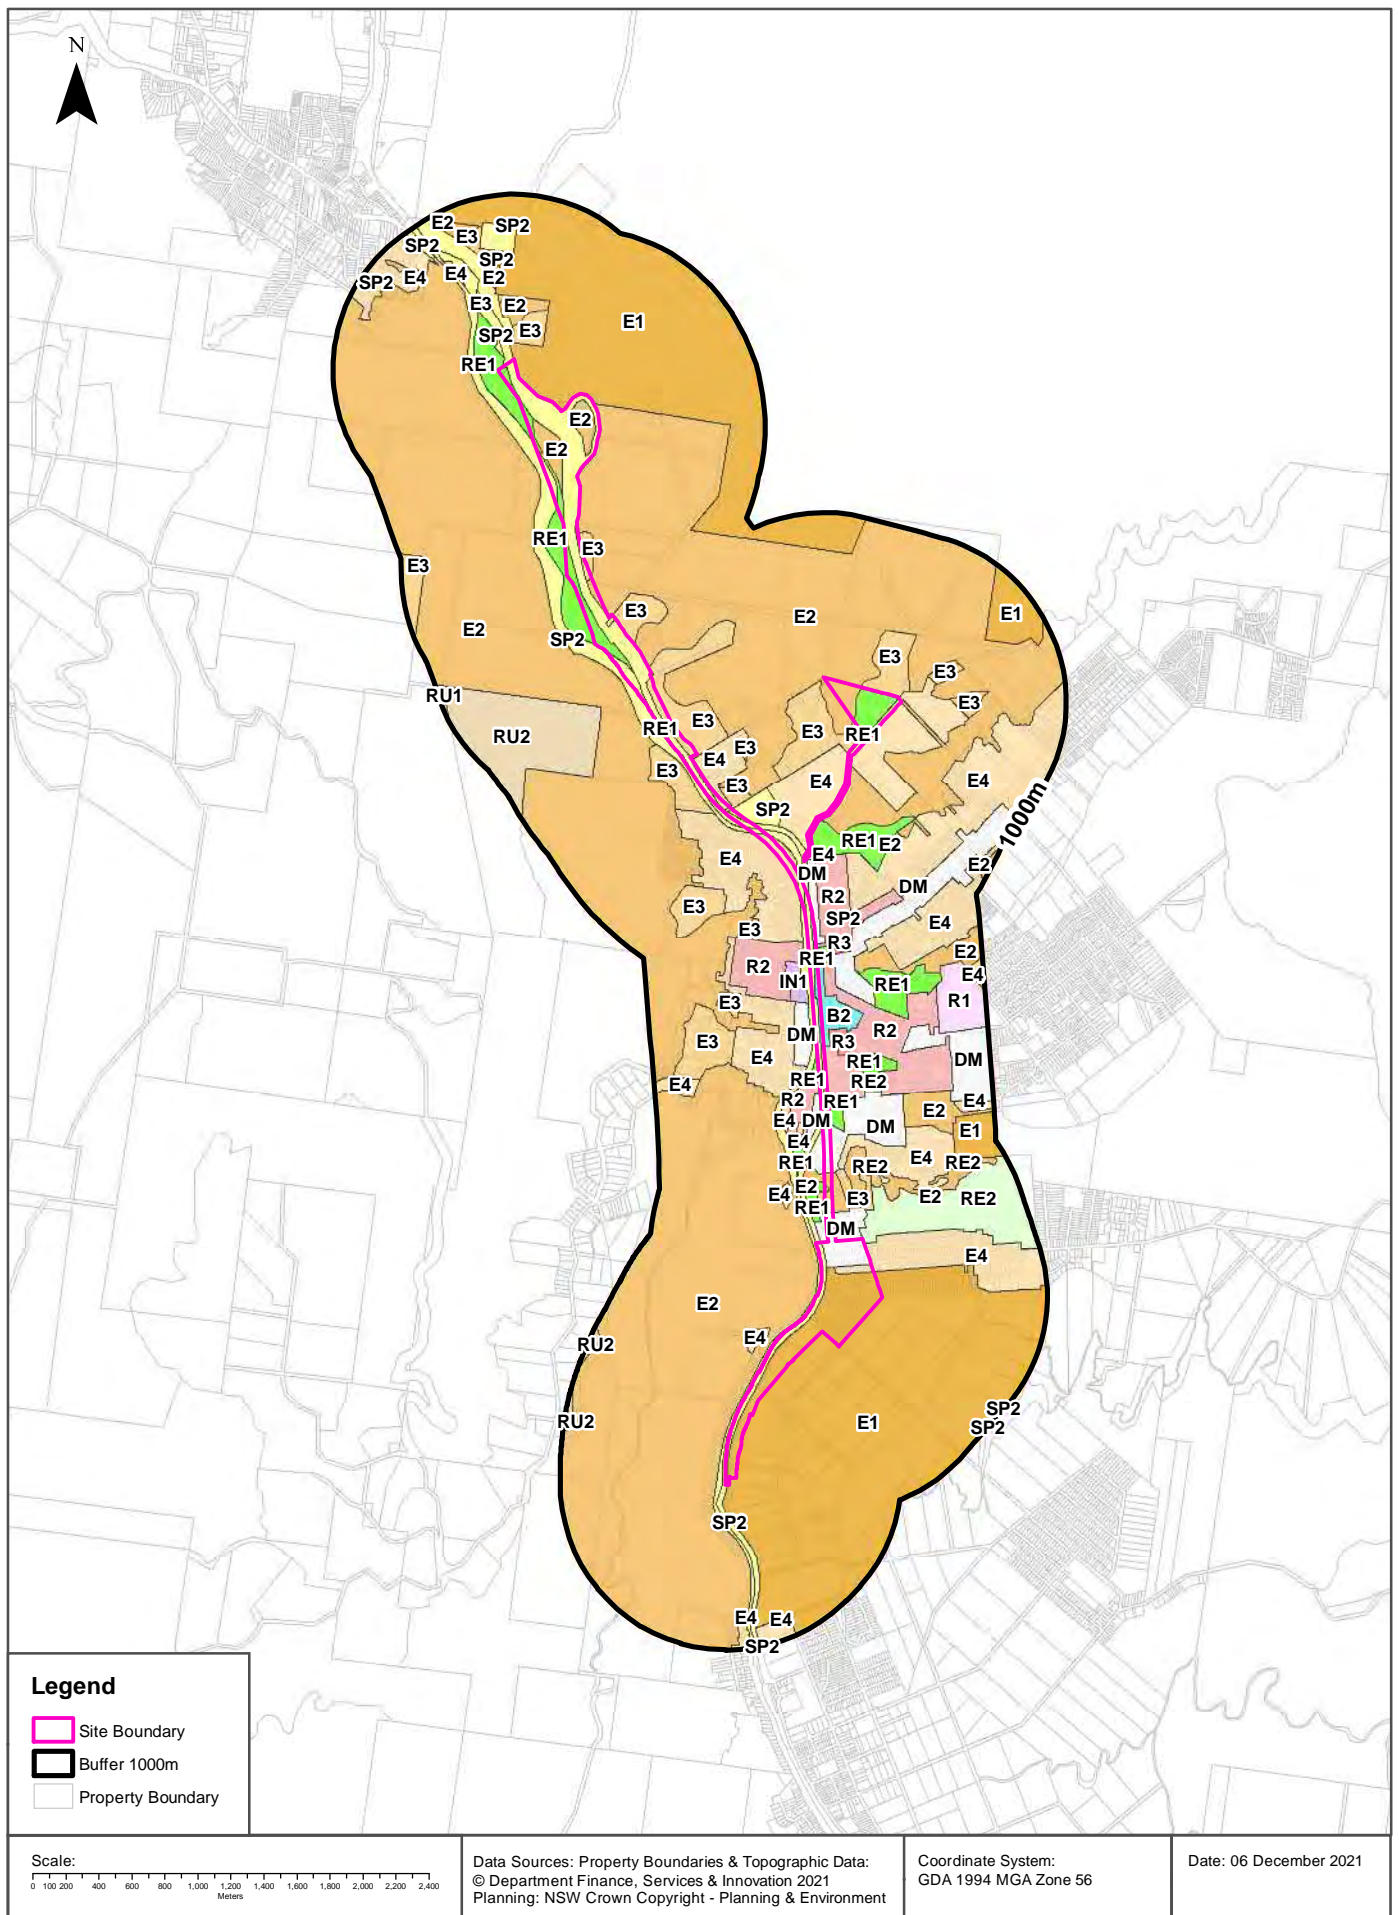 N
E2
SP2
E3
SP2
SP2
E4
E4
E2
SP2
E3
E2
E1
E3
SP2
RE1
E2
E2
RE1
E3
E3
E1
E3
E2
E2
SP2
E3
E3
E3
RU1
RU2
RE1
E3
E3
E3
RE1
E4
E3
E3
E4
E4
SP2
1000m
RE1
E2
E4
E4
E2
DM
DM
R2
E3
SP2
E4
E3
R3
E2
RE1
R2
E4
IN1
RE1
R1
E3
B2
R2
DM
E3
R3
E4
RE1
DM
RE1
RE2
E4
R2
RE1
E4
E2
E4
DM
DM
E1
E4
E4
RE1
RE2
RE2
E2
E4
E3
E2
RE2
RE1
DM
E4
E2
E4
RU2
SP2
RU2
E1
SP2
SP2
E4
E4
SP2
Legend
Site Boundary
Buffer 1000m
Property Boundary
Scale:
0 100 200 400 600 800 1,000 1,200 1,400 1,600 1,800 2,000 2,200 2,400
Meters
Data Sources: Property Boundaries & Topographic Data:
© Department Finance, Services & Innovation 2021
Planning: NSW Crown Copyright - Planning & Environment
Coordinate System:
GDA 1994 MGA Zone 56
Date: 06 December 2021